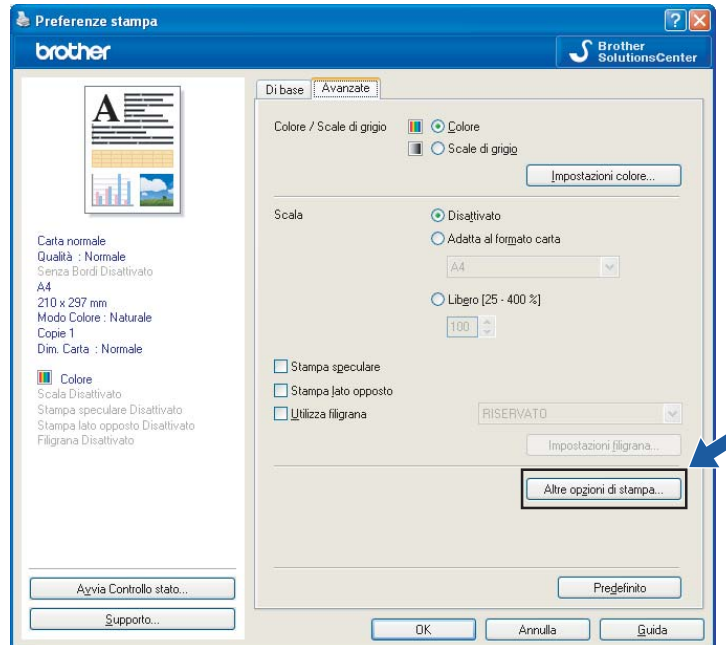 Preferenze stampa
brother
Brother
SolutionsCenter
Di base
Avanzate
A
Carta normale
Qualità : Normale
Senza Bordi Disattivato
A4
210 x 297 mm
Modo Colore : Naturale
Copie 1
Dim. Carta : Normale
Colore
Scala Disattivato
Stampa speculare Disattivato
Stampa lato opposto Disattivato
Filigrana Disattivato
Avvia Controllo stato...
Supporto...
Colore / Scale di grigio
Colore
Scale di grigio
Impostazioni colore...
Scala
Disattivato
Adatta al formato carta
A4
Libero [25 - 400 %]
100
Stampa speculare
Stampa lato opposto
Utilizza filigrana
RISERVATO
Impostazioni filigrana...
Altre opzioni di stampa...
Predefinito
OK
Annulla
Guida